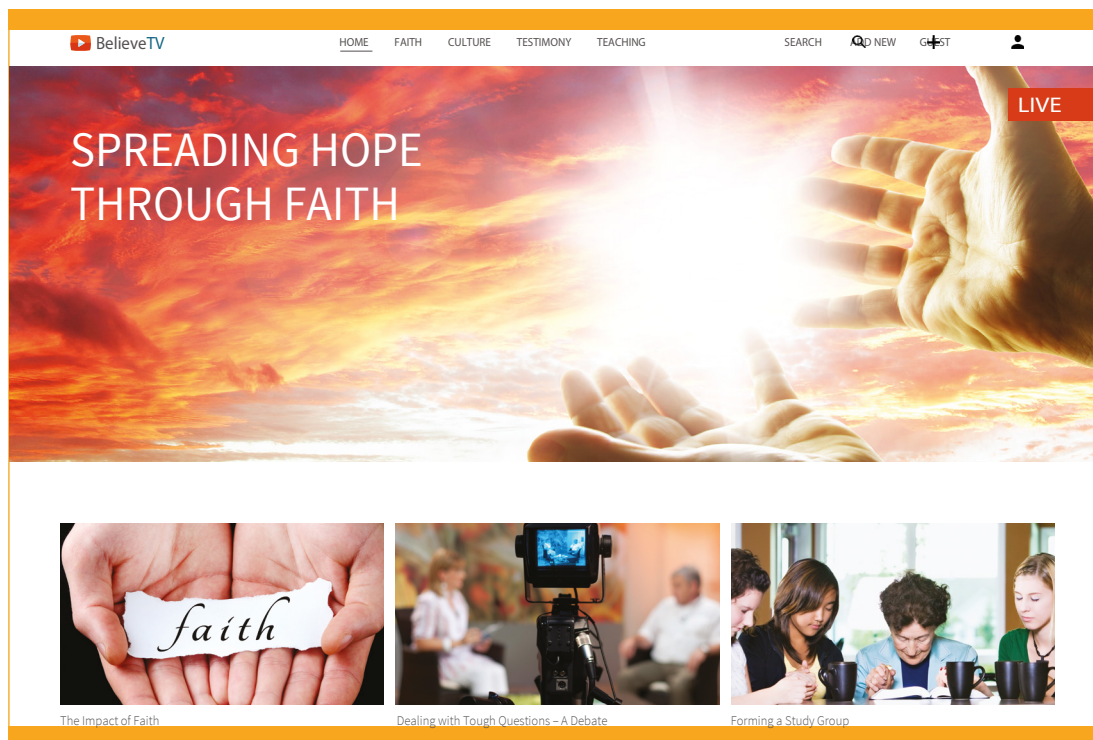 BelieveTV
HOME FAITH CULTURE TESTIMONY TEACHING SEARCH ADD NEW GUEST
LIVE
SPREADING HOPE
THROUGH FAITH
faith
The Impact of Faith
Dealing with Tough Questions – A Debate
Forming a Study Group